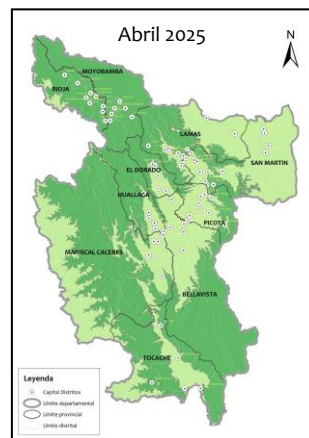 Abril 2025
N
MOYOBAMBA
RIOJA
LAMAS
SAN MARTIN
EL DORADO
HUALLAGA
PICOTA
MARISCAL CACERES
BELLAVISTA
TOCACHE
Leyenda
Capital Distritos
Límite departamental
Límite provincial
Límite distrital